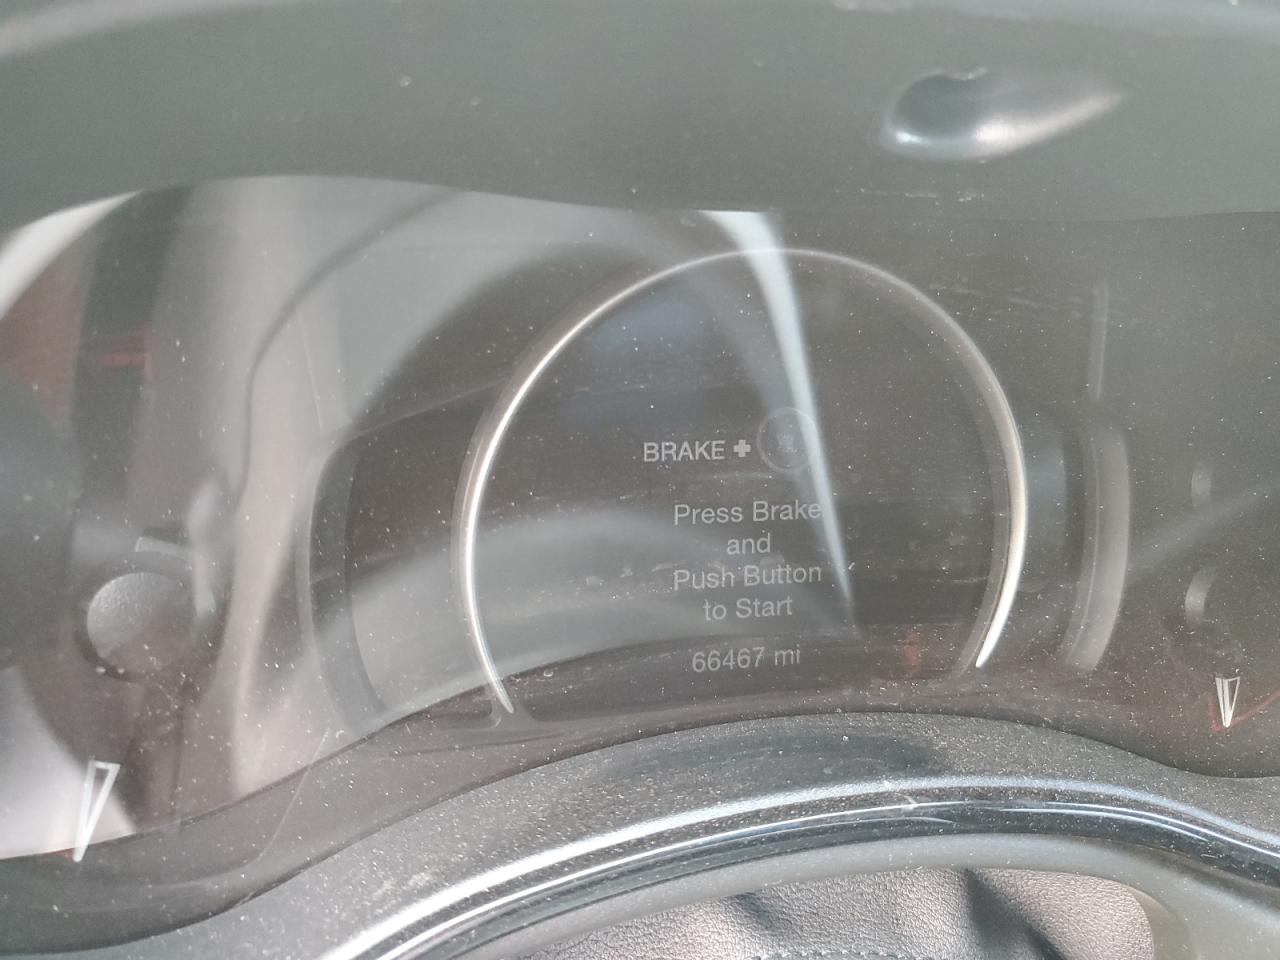 BRAKE +
Press Brake
and
Push Button
to Start
66467 mi